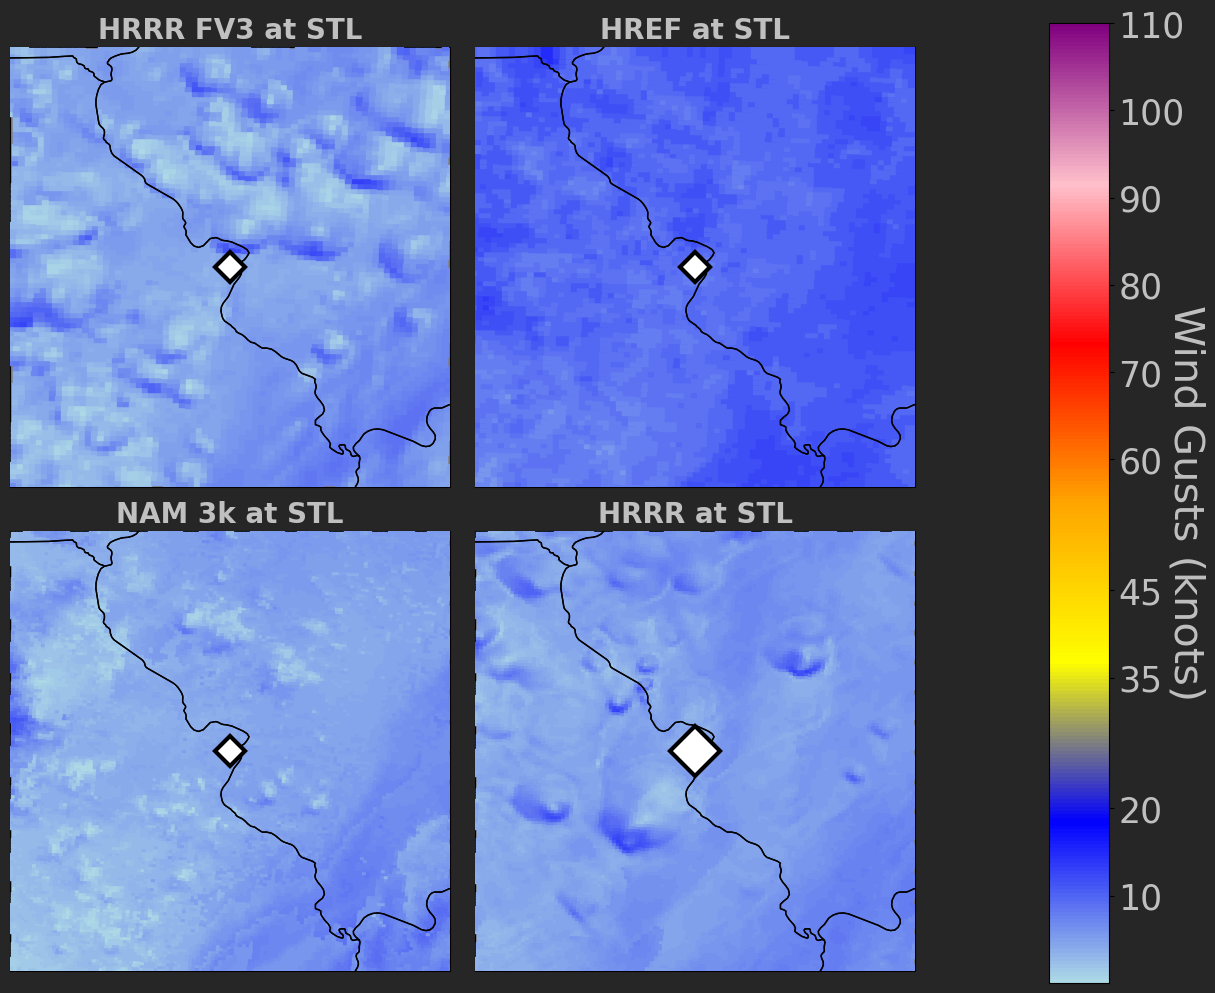 HRRR FV3 at STL
HREF at STL
NAM 3k at STL
HRRR at STL
110
100
90
80
70
60
45
35
20
10
Wind Gusts (knots)